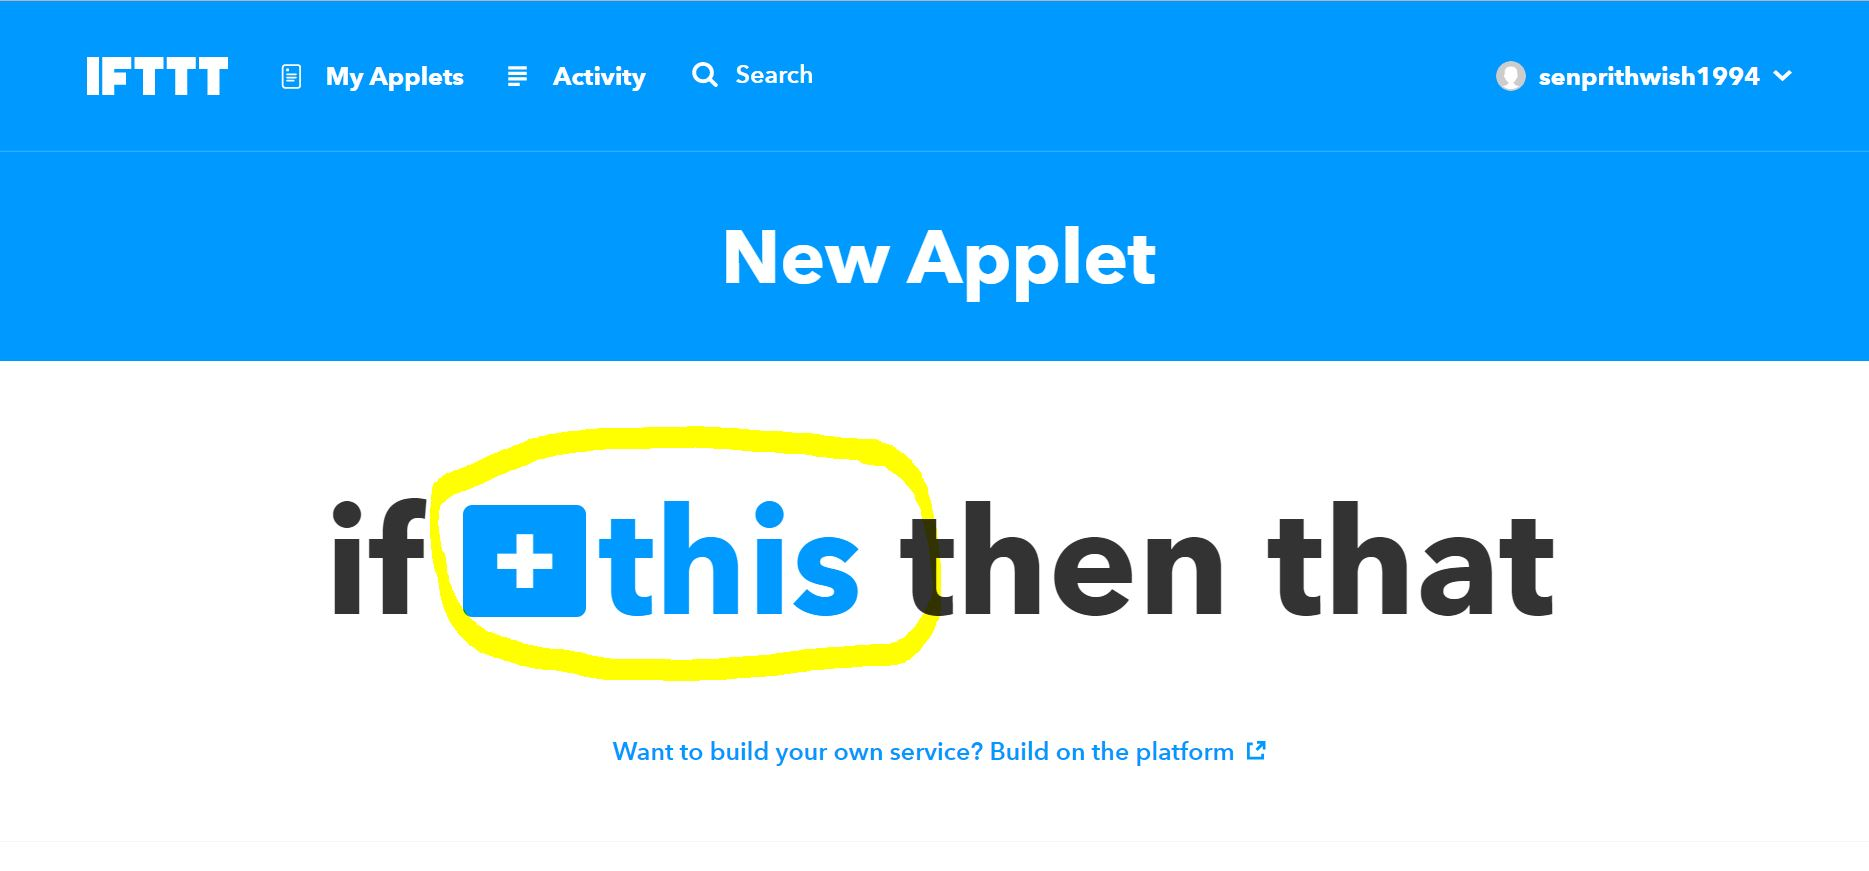 IFTTT My Applets Activity Search senprithwish1994
New Applet
if +this then that
Want to build your own service? Build on the platform